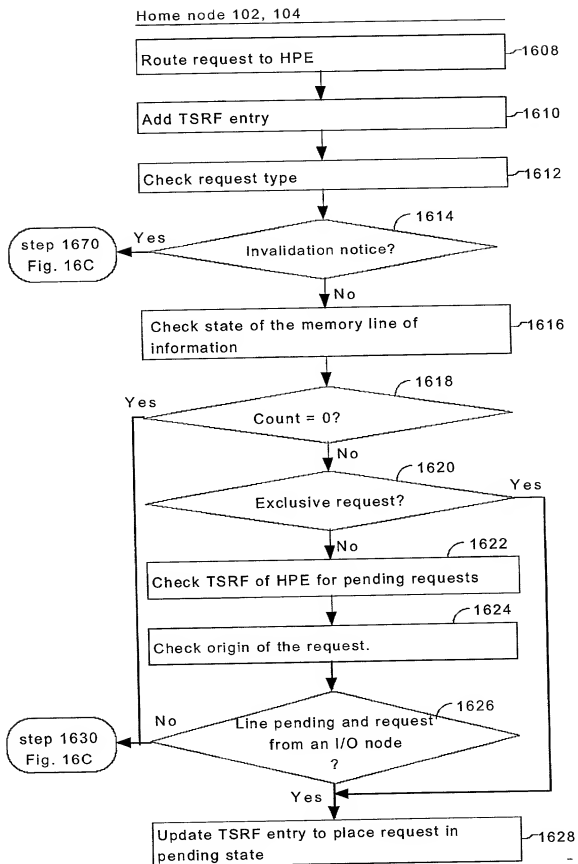 Home node 102, 104
Route request to HPE
1608
Add TSRF entry
1610
Check request type
1612
1614
Invalidation notice?
Yes
step 1670
Fig. 16C
No
Check state of the memory line of
information
1616
1618
Yes
Count = 0?
No
1620
Exclusive request?
Yes
No
1622
Check TSRF of HPE for pending requests
1624
Check origin of the request.
1626
Line pending and request
from an I/O node
?
No
step 1630
Fig. 16C
Yes
Update TSRF entry to place request in
pending state
1628